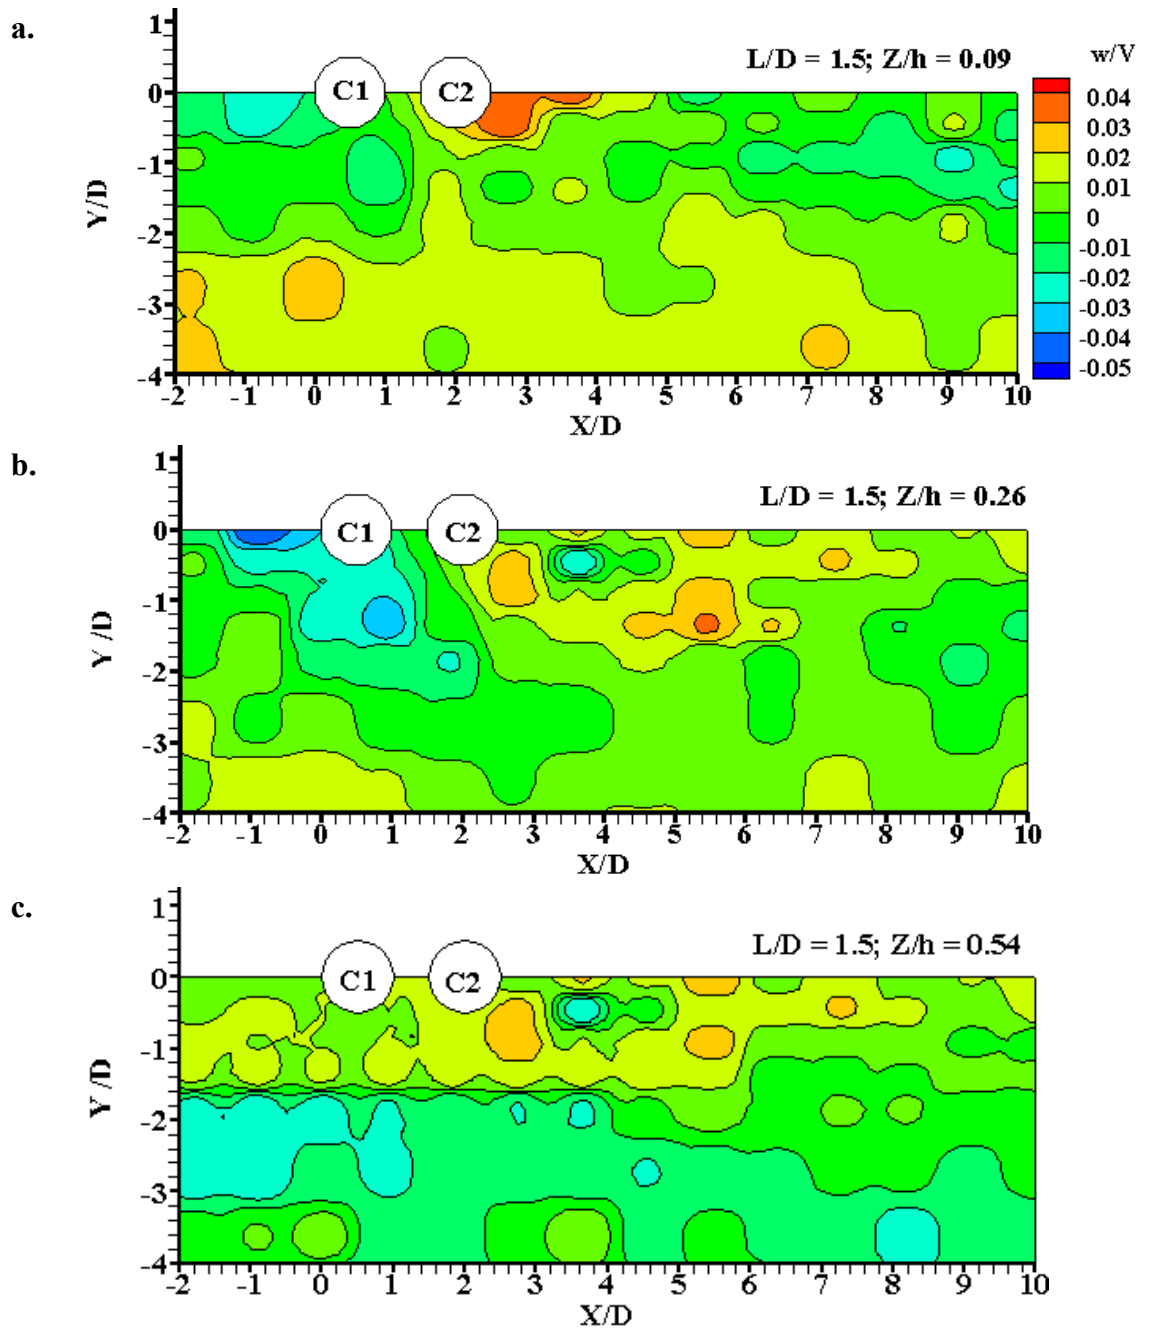 a.
L/D = 1.5; Z/h = 0.09
w/V
1
0
-1
-2
-3
-4
Y/D
C1
C2
0.04
0.03
0.02
0.01
0
-0.01
-0.02
-0.03
-0.04
-0.05
-2 -1 0 1 2 3 4 5 6 7 8 9 10
X/D
b.
L/D = 1.5; Z/h = 0.26
1
0
-1
-2
-3
-4
Y /D
C1
C2
-2 -1 0 1 2 3 4 5 6 7 8 9 10
X/D
c.
L/D = 1.5; Z/h = 0.54
1
0
-1
-2
-3
-4
Y /D
C1
C2
-2 -1 0 1 2 3 4 5 6 7 8 9 10
X/D